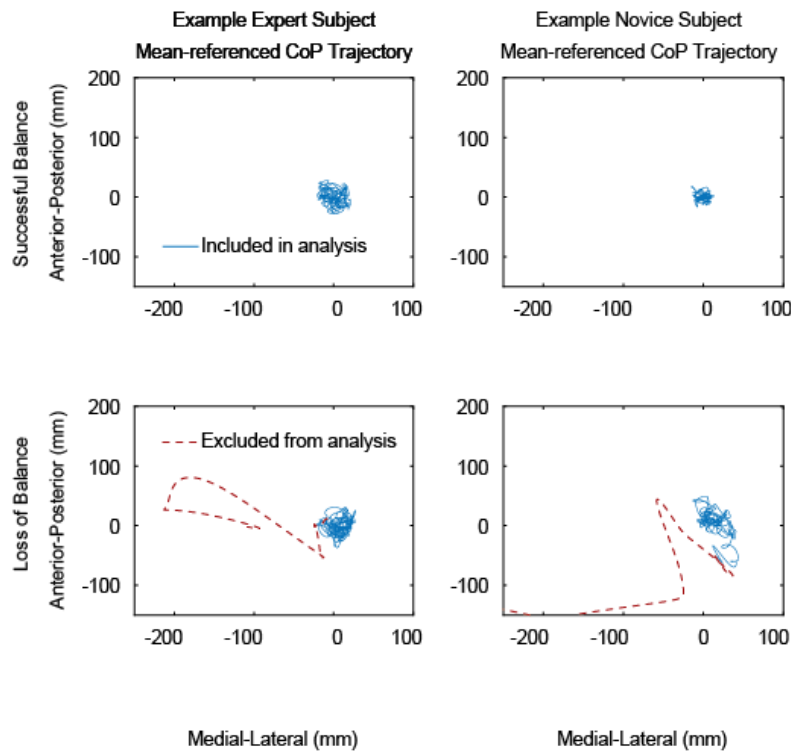 Example Expert Subject
Mean-referenced CoP Trajectory
Example Novice Subject
Mean-referenced CoP Trajectory
Successful Balance
Anterior-Posterior (mm)
200
100
0
-100
Included in analysis
-200
-100
0
100
200
100
0
-100
-200
-100
0
100
Loss of Balance
Anterior-Posterior (mm)
200
100
0
-100
Excluded from analysis
-200
-100
0
100
200
100
0
-100
-200
-100
0
100
Medial-Lateral (mm)
Medial-Lateral (mm)